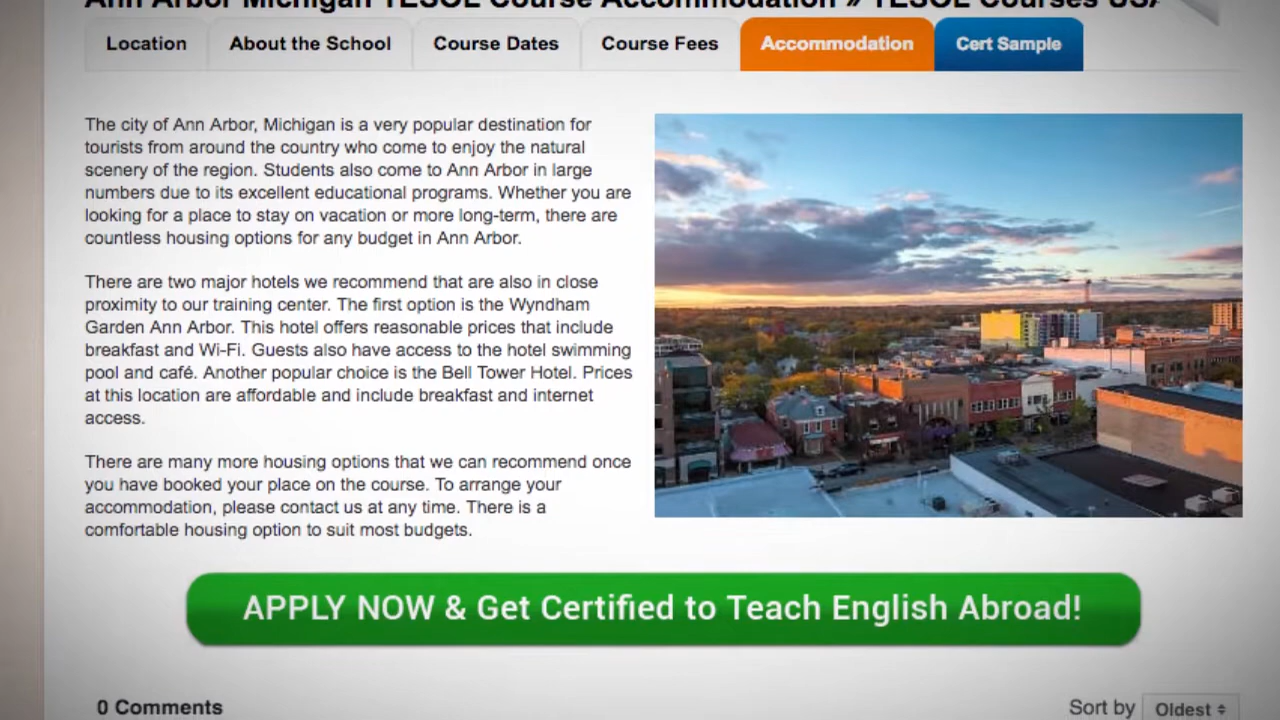 Ann Arbor Michigan TESOL Course Accommodation » TESOL Courses USA
Location
About the School
Course Dates
Course Fees
Accommodation
Cert Sample
The city of Ann Arbor, Michigan is a very popular destination for
tourists from around the country who come to enjoy the natural
scenery of the region. Students also come to Ann Arbor in large
numbers due to its excellent educational programs. Whether you are
looking for a place to stay on vacation or more long-term, there are
countless housing options for any budget in Ann Arbor.
There are two major hotels we recommend that are also in close
proximity to our training center. The first option is the Wyndham
Garden Ann Arbor. This hotel offers reasonable prices that include
breakfast and Wi-Fi. Guests also have access to the hotel swimming
pool and café. Another popular choice is the Bell Tower Hotel. Prices
at this location are affordable and include breakfast and internet
access.
There are many more housing options that we can recommend once
you have booked your place on the course. To arrange your
accommodation, please contact us at any time. There is a
comfortable housing option to suit most budgets.
APPLY NOW & Get Certified to Teach English Abroad!
0 Comments
Sort by Oldest